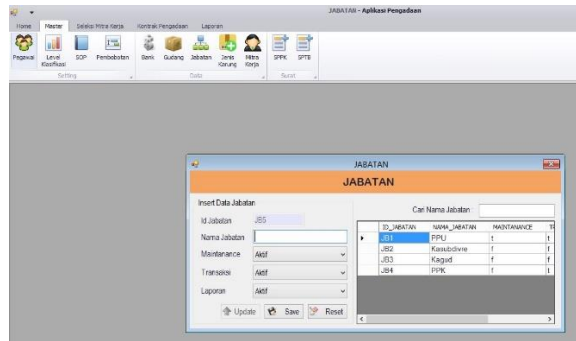 JABATAN - Aplikasi Pengadaan
Home Master Seleksi Mitra Kerja Kontrak Pengadaan Laporan
Pegawai Level Klasifikasi SOP Pembobotan Bank Gudang Jabatan Jenis Karung Mitra Kerja SPPK SPTB
Setting Data Surat
JABATAN
JABATAN
Insert Data Jabatan
Cari Nama Jabatan
Id Jabatan JB5
Nama Jabatan
Maintanance Aktif
Transaksi Aktif
Laporan Aktif
Update Save Reset
ID_JABATAN NAMA_JABATAN MAINTANANCE TR
JB1 PPU t t
JB2 Kasubdivre f f
JB3 Kagud f f
JB4 PPK f t